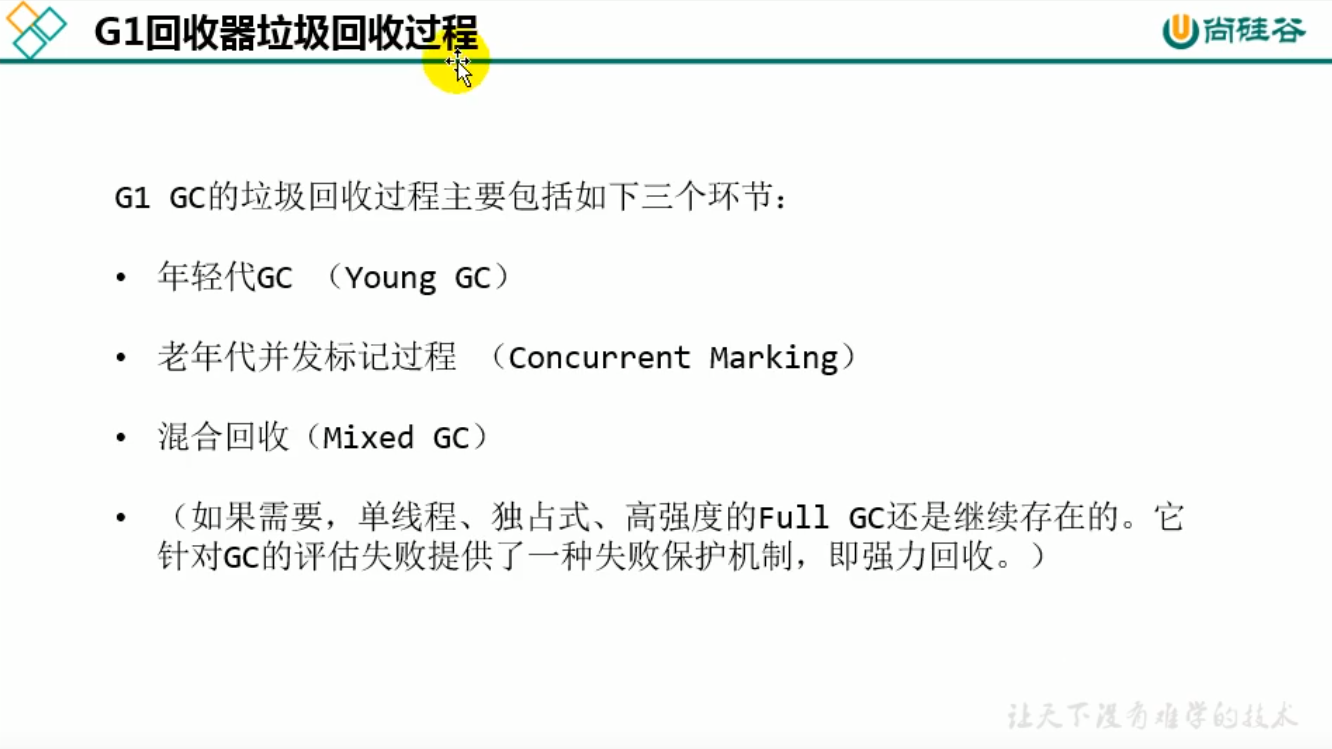 G1回收器垃圾回收过程
尚硅谷
G1 GC的垃圾回收过程主要包括如下三个环节：
• 年轻代GC （Young GC）
• 老年代并发标记过程 （Concurrent Marking）
• 混合回收（Mixed GC）
• （如果需要，单线程、独占式、高强度的Full GC还是继续存在的。它
针对GC的评估失败提供了一种失败保护机制，即强力回收。）
让天下没有难学的技术